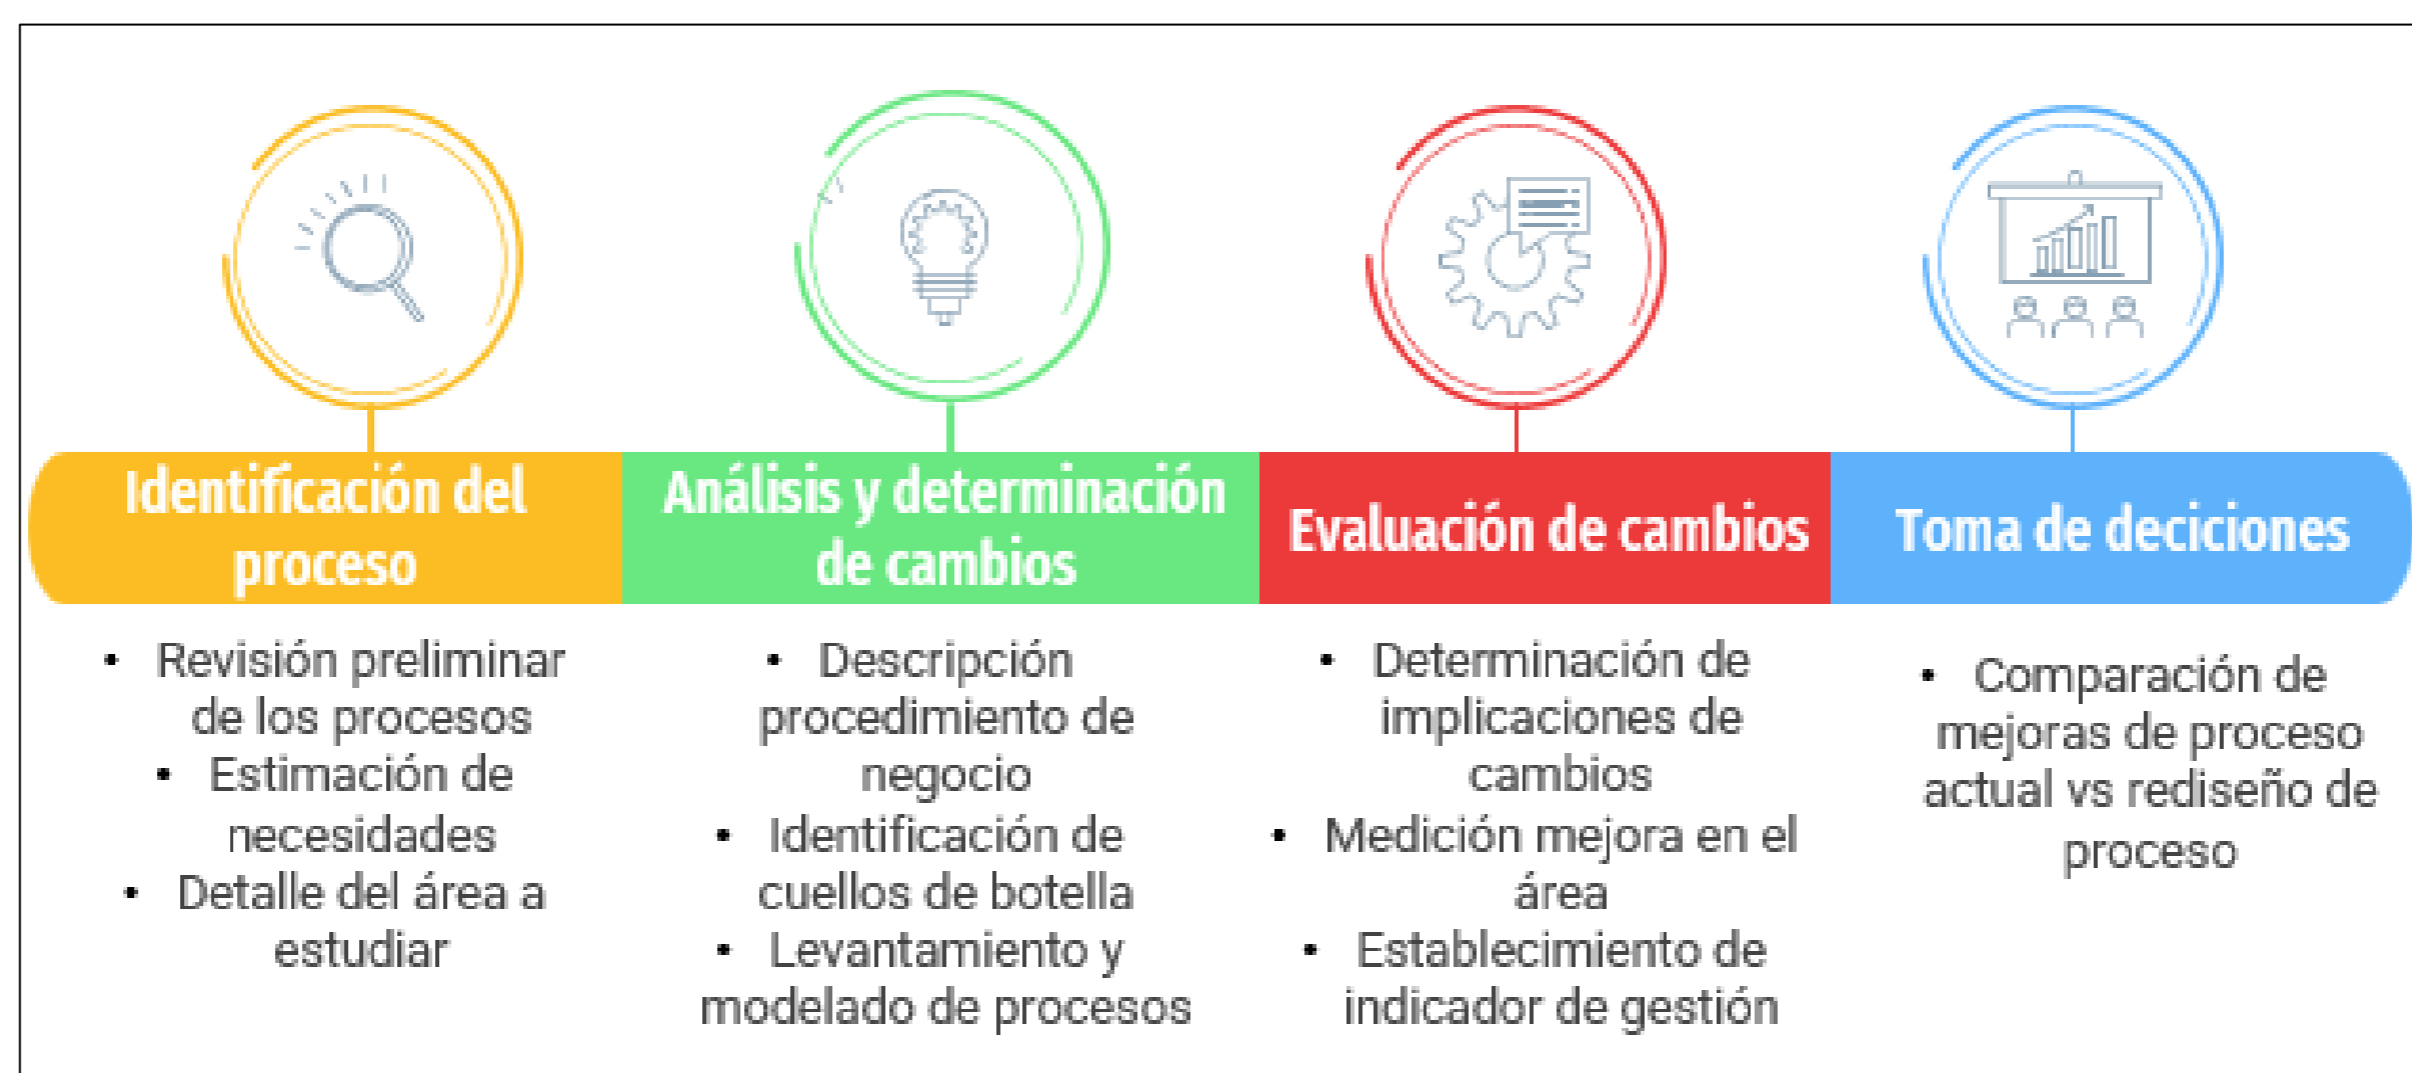 Identificación del
proceso
• Revisión preliminar
de los procesos
• Estimación de
necesidades
• Detalle del área a
estudiar
Análisis y determinación
de cambios
• Descripción
procedimiento de
negocio
• Identificación de
cuellos de botella
• Levantamiento y
modelado de procesos
Evaluación de cambios
• Determinación de
implicaciones de
cambios
• Medición mejora en el
área
• Establecimiento de
indicador de gestión
Toma de deciciones
• Comparación de
mejoras de proceso
actual vs rediseño de
proceso